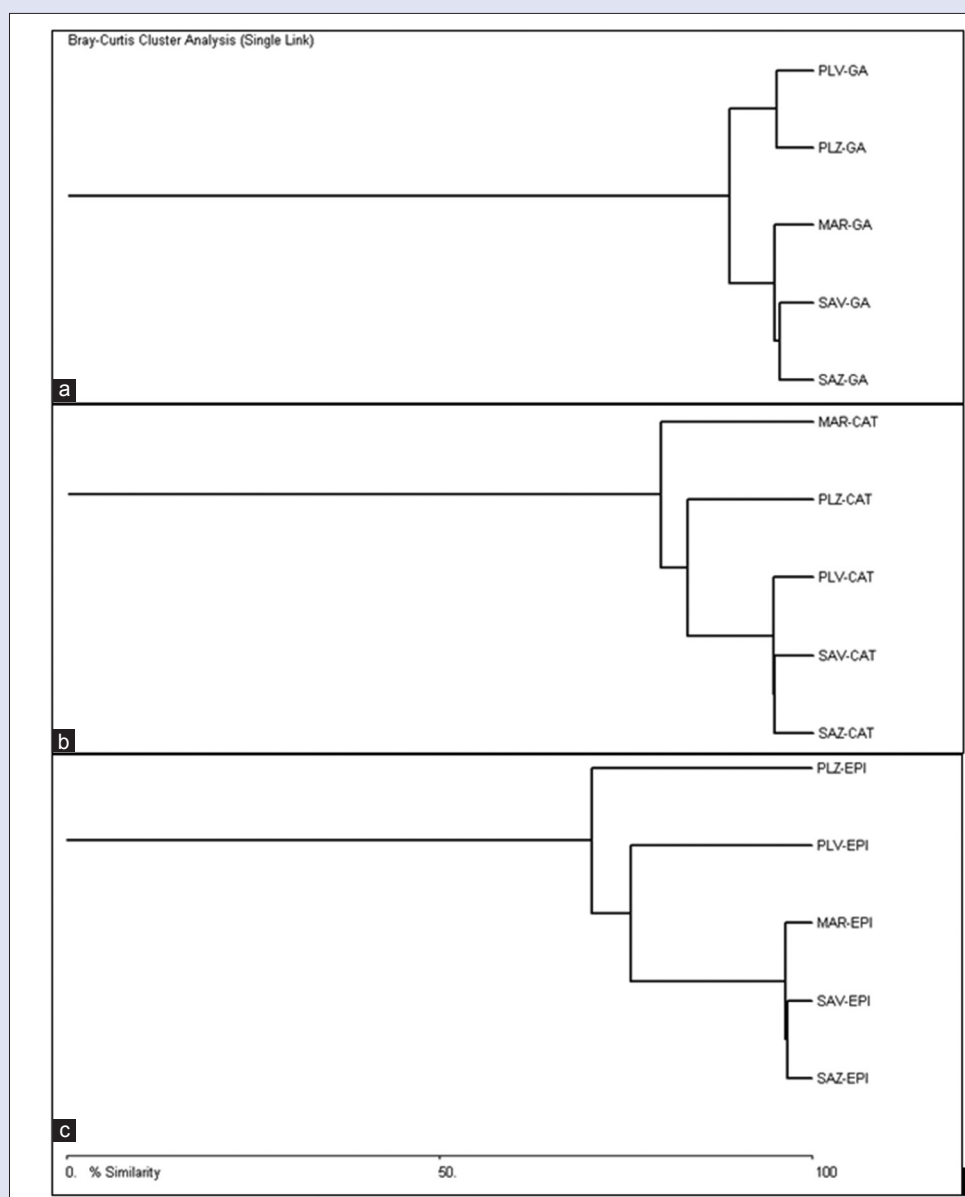 Bray-Curtis Cluster Analysis (Single Link)
PLV-GA
PLZ-GA
MAR-GA
SAV-GA
SAZ-GA
a
MAR-CAT
PLZ-CAT
PLV-CAT
SAV-CAT
SAZ-CAT
b
PLZ-EPI
PLV-EPI
MAR-EPI
SAV-EPI
SAZ-EPI
c
0. % Similarity 50. 100